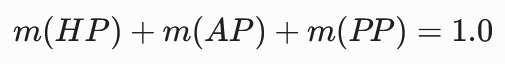 m(HP) + m(AP) + m(PP) = 1.0